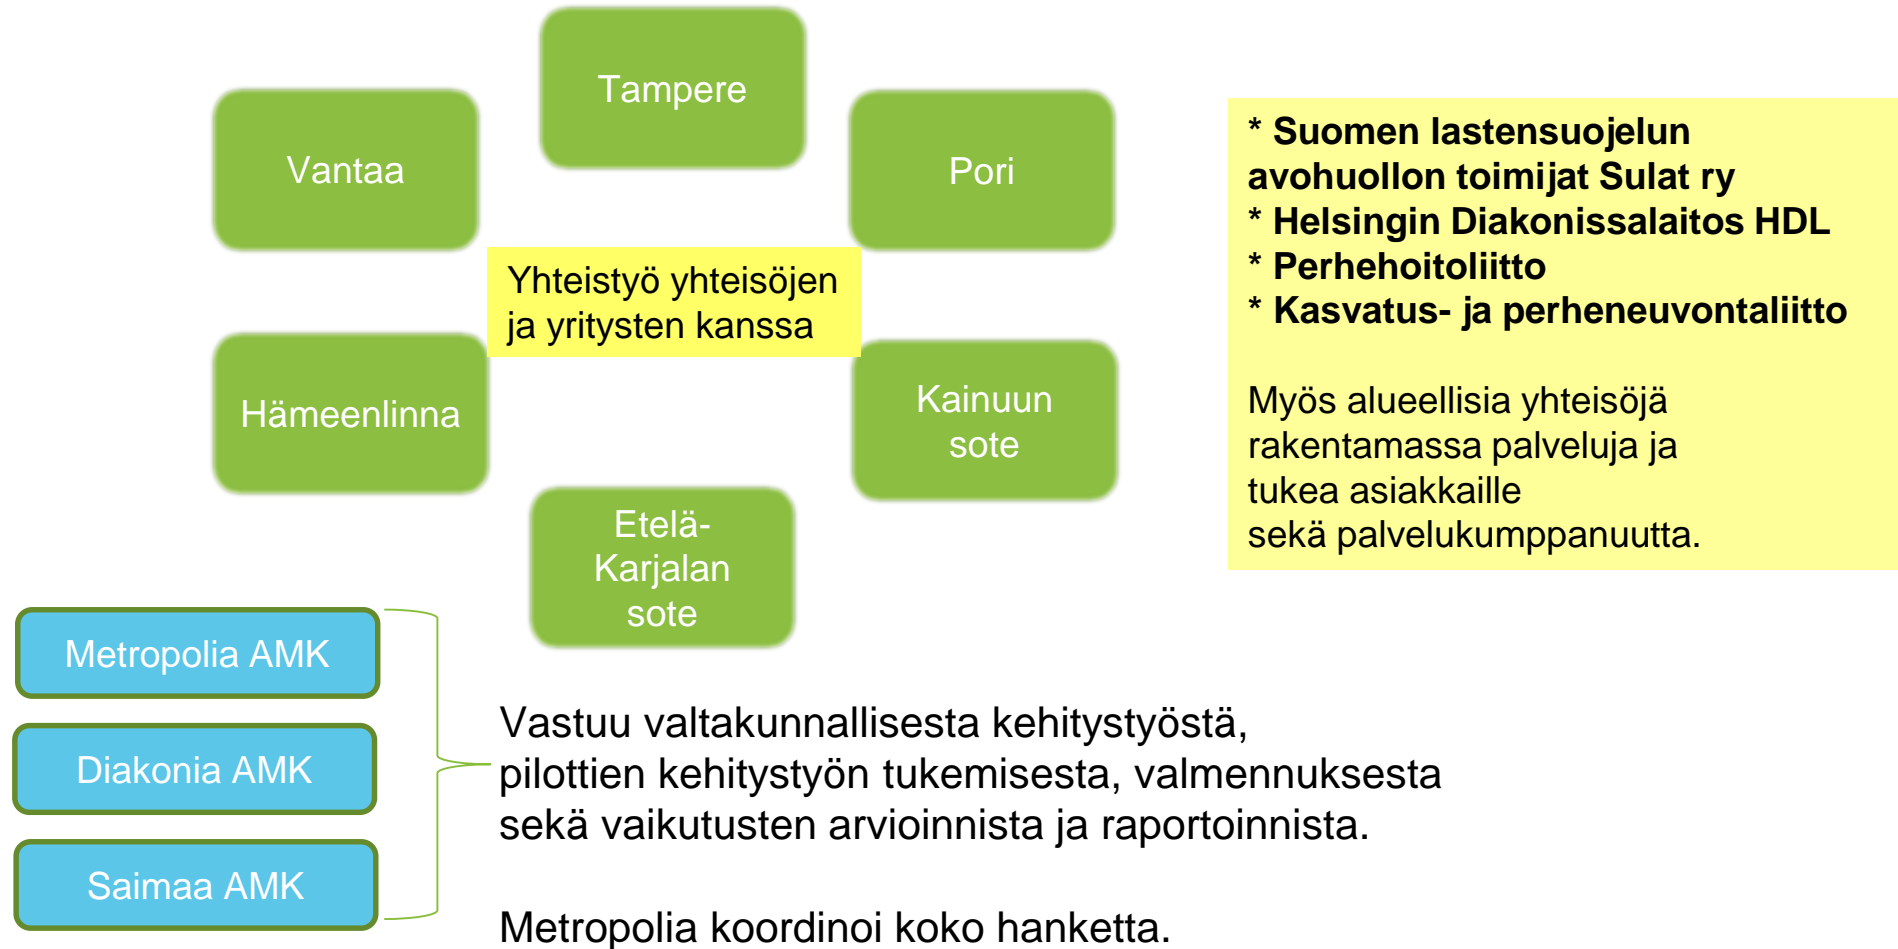 Tampere
Vantaa
Pori
Yhteistyö yhteisöjen
ja yritysten kanssa
Hämeenlinna
Kainuun
sote
Etelä-
Karjalan
sote
* Suomen lastensuojelun
avohuollon toimijat Sulat ry
* Helsingin Diakonissalaitos HDL
* Perhehoitoliitto
* Kasvatus- ja perheneuvontaliitto
Myös alueellisia yhteisöjä
rakentamassa palveluja ja
tukea asiakkaille
sekä palvelukumppanuutta.
Metropolia AMK
Diakonia AMK
Saimaa AMK
Vastuu valtakunnallisesta kehitystyöstä,
pilottien kehitystyön tukemisesta, valmennuksesta
sekä vaikutusten arvioinnista ja raportoinnista.
Metropolia koordinoi koko hanketta.